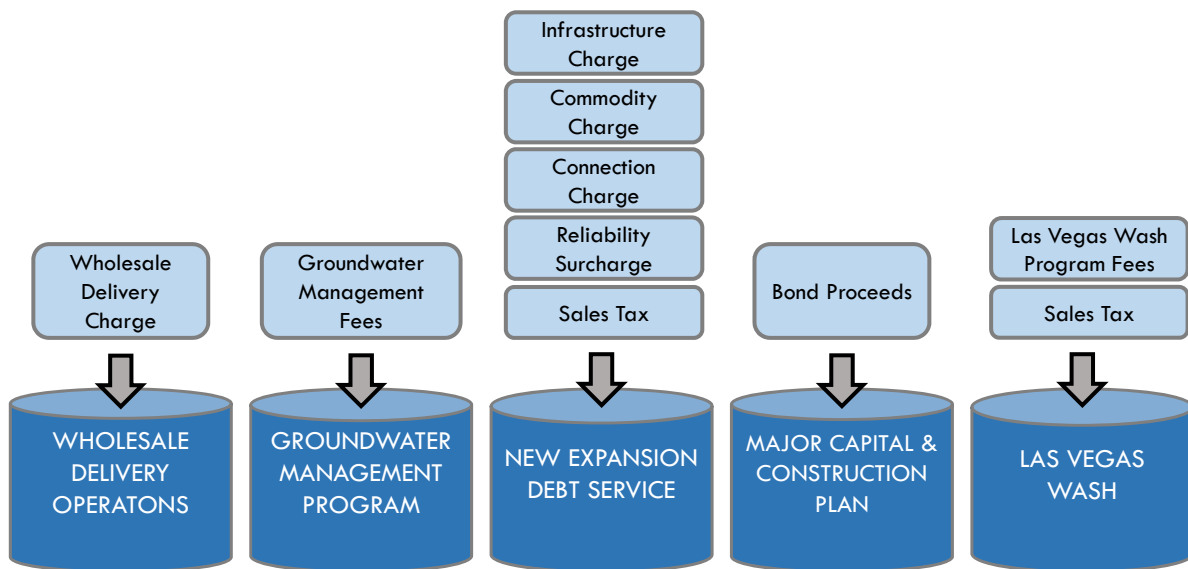 Infrastructure
Charge
Commodity
Charge
Connection
Charge
Reliability
Surcharge
Sales Tax
Wholesale
Delivery
Charge
Groundwater
Management
Fees
Bond Proceeds
Las Vegas Wash
Program Fees
Sales Tax
WHOLESALE
DELIVERY
OPERATONS
GROUNDWATER
MANAGEMENT
PROGRAM
NEW EXPANSION
DEBT SERVICE
MAJOR CAPITAL &
CONSTRUCTION
PLAN
LAS VEGAS
WASH